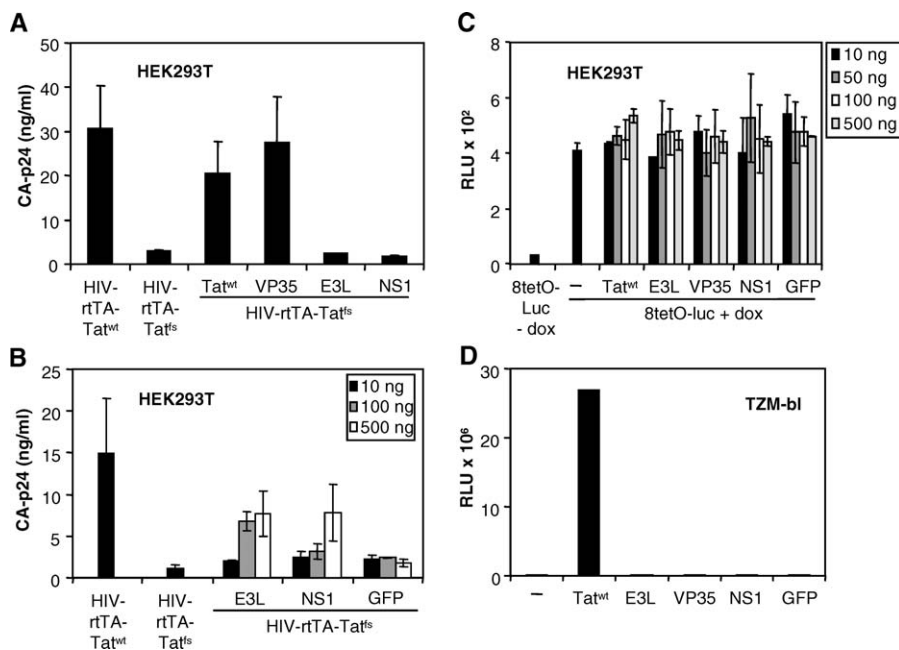 A
HEK293T
CA-p24 (ng/ml)
50
40
30
20
10
0
HIV-
rtTA-
Tatwt
HIV-
rtTA-
Tatfs
Tatwt VP35 E3L NS1
HIV-rtTA-Tatfs
B
HEK293T
10 ng
100 ng
500 ng
CA-p24 (ng/ml)
25
20
15
10
5
0
HIV-
rtTA-
Tatwt
HIV-
rtTA-
Tatfs
E3L NS1 GFP
HIV-rtTA-Tatfs
C
HEK293T
10 ng
50 ng
100 ng
500 ng
RLU x 10²
8
6
4
2
0
8tetO-
Luc
- dox
– Tatwt E3L VP35 NS1 GFP
8tetO-luc + dox
D
TZM-bl
RLU x 10⁶
30
20
10
0
– Tatwt E3L VP35 NS1 GFP